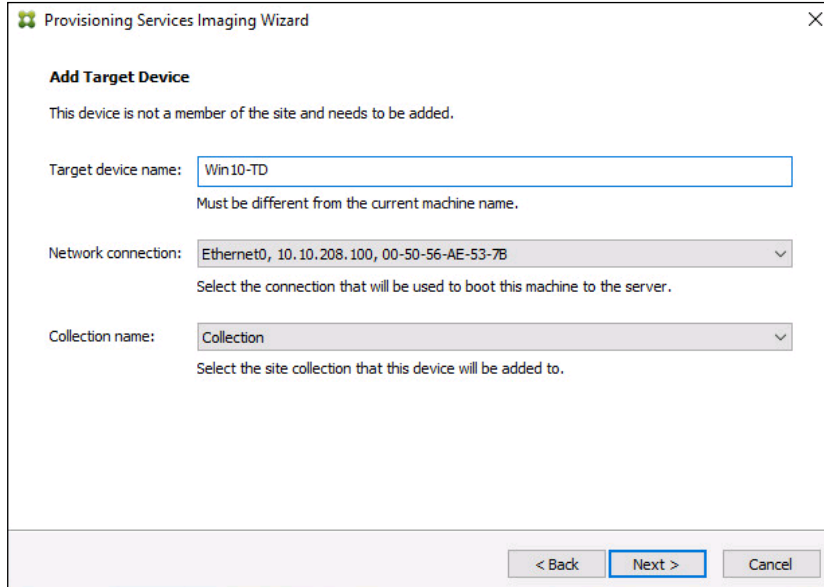 Provisioning Services Imaging Wizard
Add Target Device
This device is not a member of the site and needs to be added.
Target device name: Win10-TD
Must be different from the current machine name.
Network connection: Ethernet0, 10.10.208.100, 00-50-56-AE-53-7B
Select the connection that will be used to boot this machine to the server.
Collection name: Collection
Select the site collection that this device will be added to.
< Back Next > Cancel